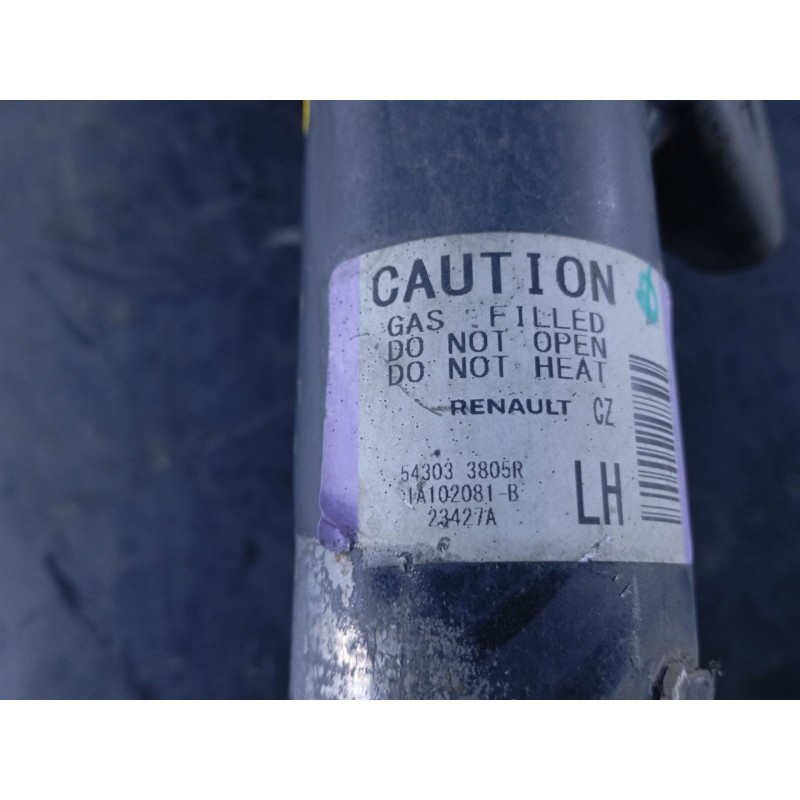 CAUTION
GAS FILLED
DO NOT OPEN
DO NOT HEAT
RENAULT CZ
54303 3805R
1A102081-B
23427A
LH